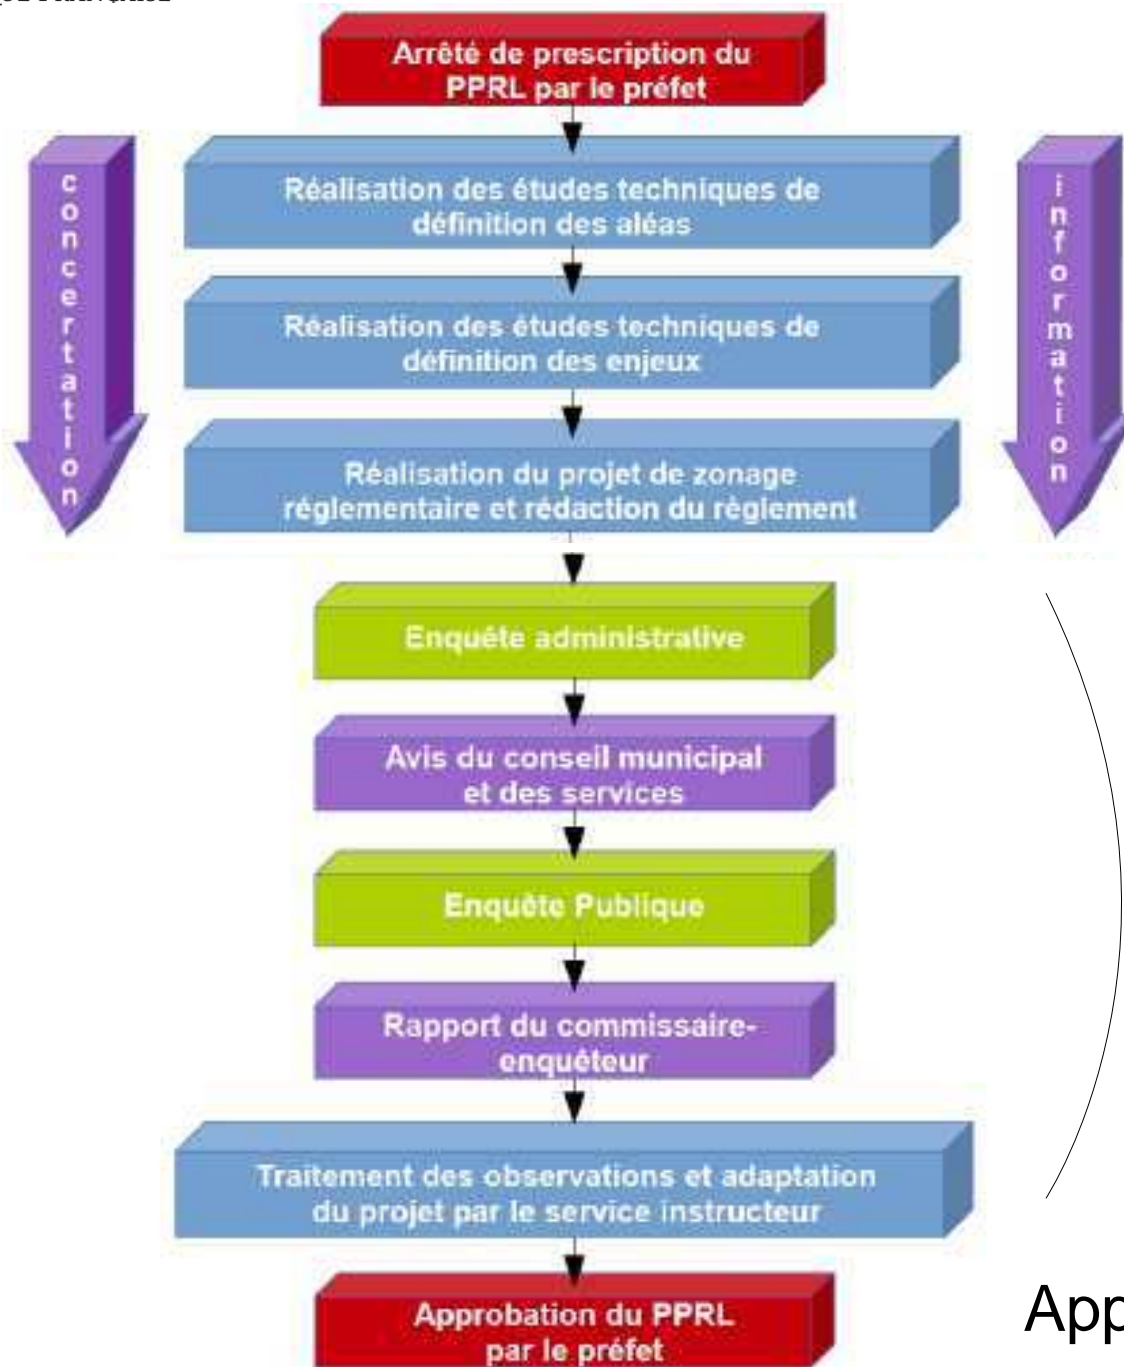 Arrêté de prescription du
PPRL par le préfet
concertation
information
Réalisation des études techniques de
définition des aléas
Réalisation des études techniques de
définition des enjeux
Réalisation du projet de zonage
réglementaire et rédaction du règlement
Enquête administrative
Avis du conseil municipal
et des services
Enquête Publique
Rapport du commissaire-
enquêteur
Traitement des observations et adaptation
du projet par le service instructeur
Approbation du PPRL
par le préfet
App